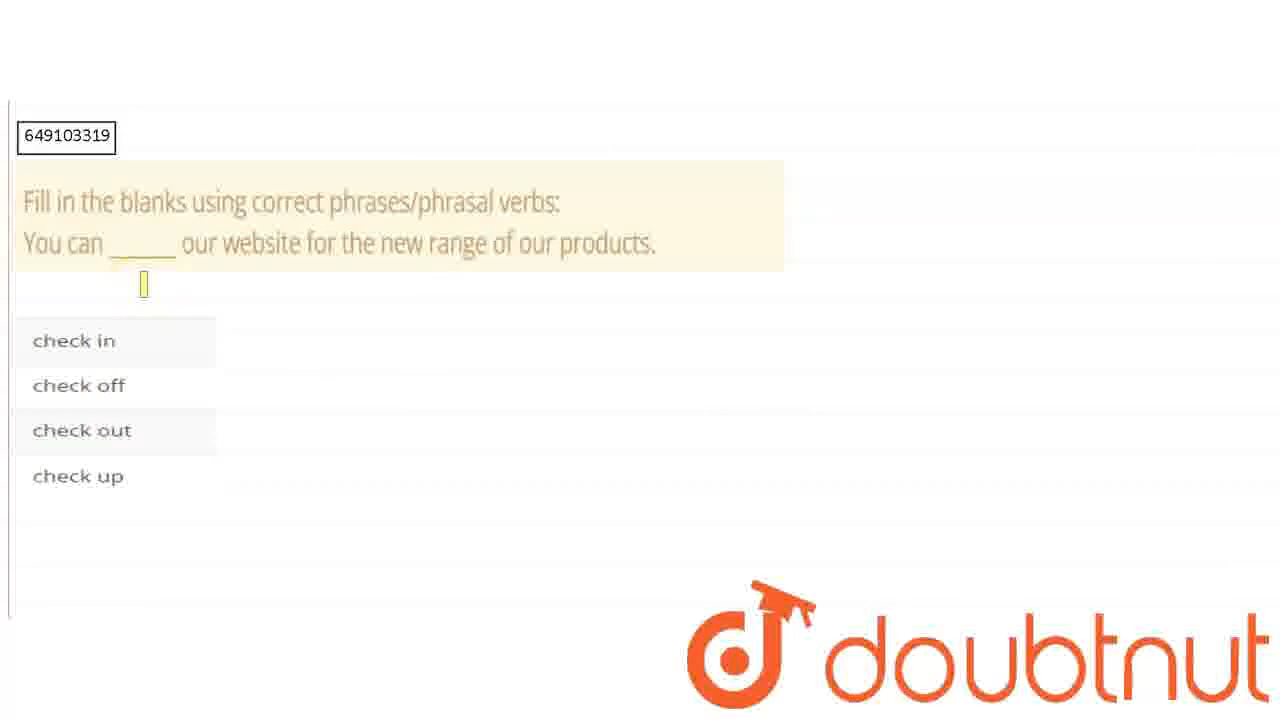 649103319
Fill in the blanks using correct phrases/phrasal verbs:
You can ______ our website for the new range of our products.
check in
check off
check out
check up
doubtnut